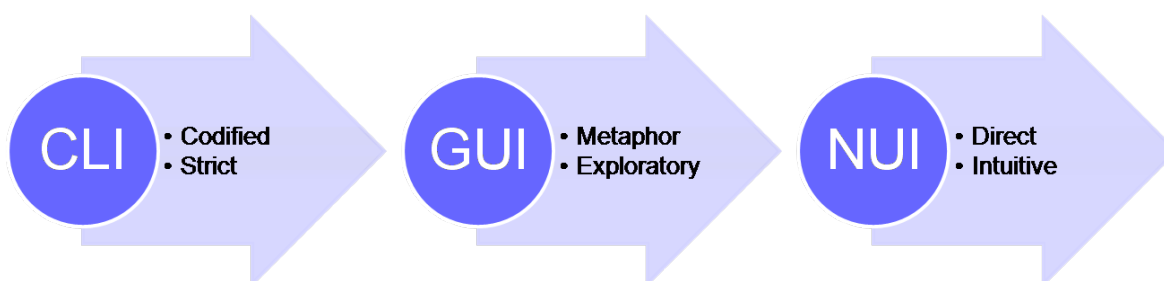 CLI
• Codified
• Strict
GUI
• Metaphor
• Exploratory
NUI
• Direct
• Intuitive